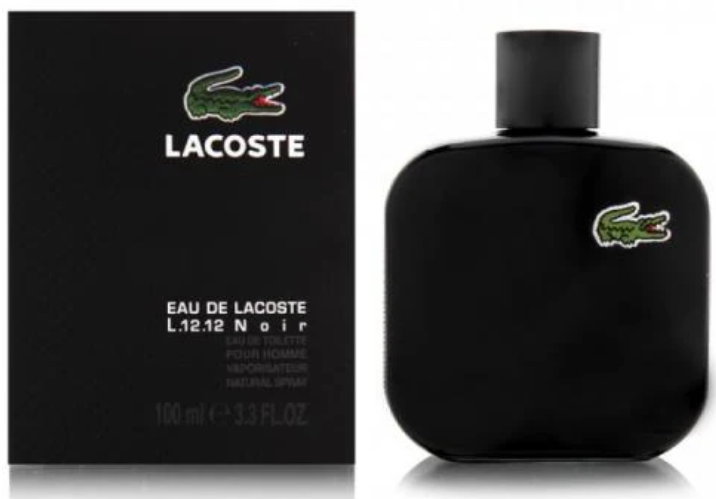 LACOSTE
EAU DE LACOSTE
L.12.12 Noir
EAU DE TOILETTE
POUR HOMME
VAPORISATEUR
NATURAL SPRAY
100 ml ℮ 3.3 FL.OZ